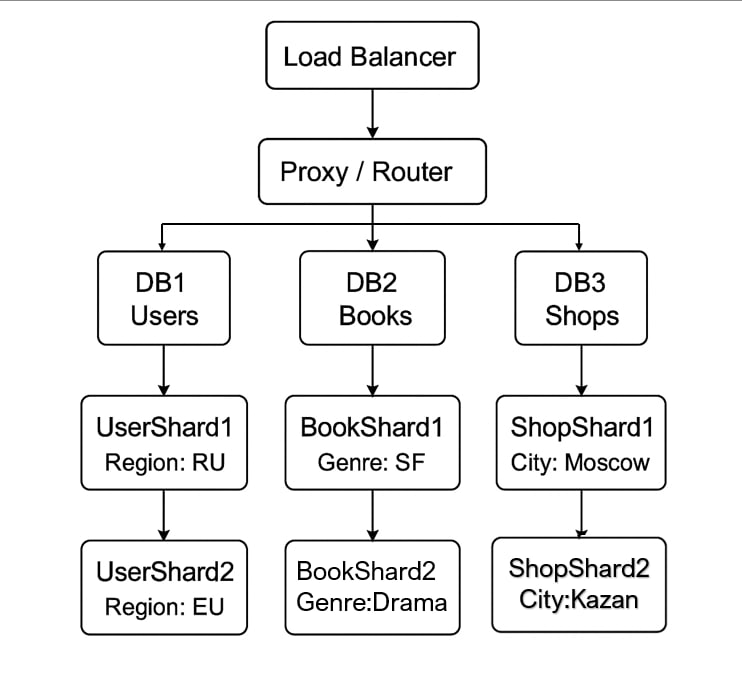 Load Balancer
Proxy / Router
DB1
Users
DB2
Books
DB3
Shops
UserShard1
Region: RU
BookShard1
Genre: SF
ShopShard1
City: Moscow
UserShard2
Region: EU
BookShard2
Genre:Drama
ShopShard2
City:Kazan